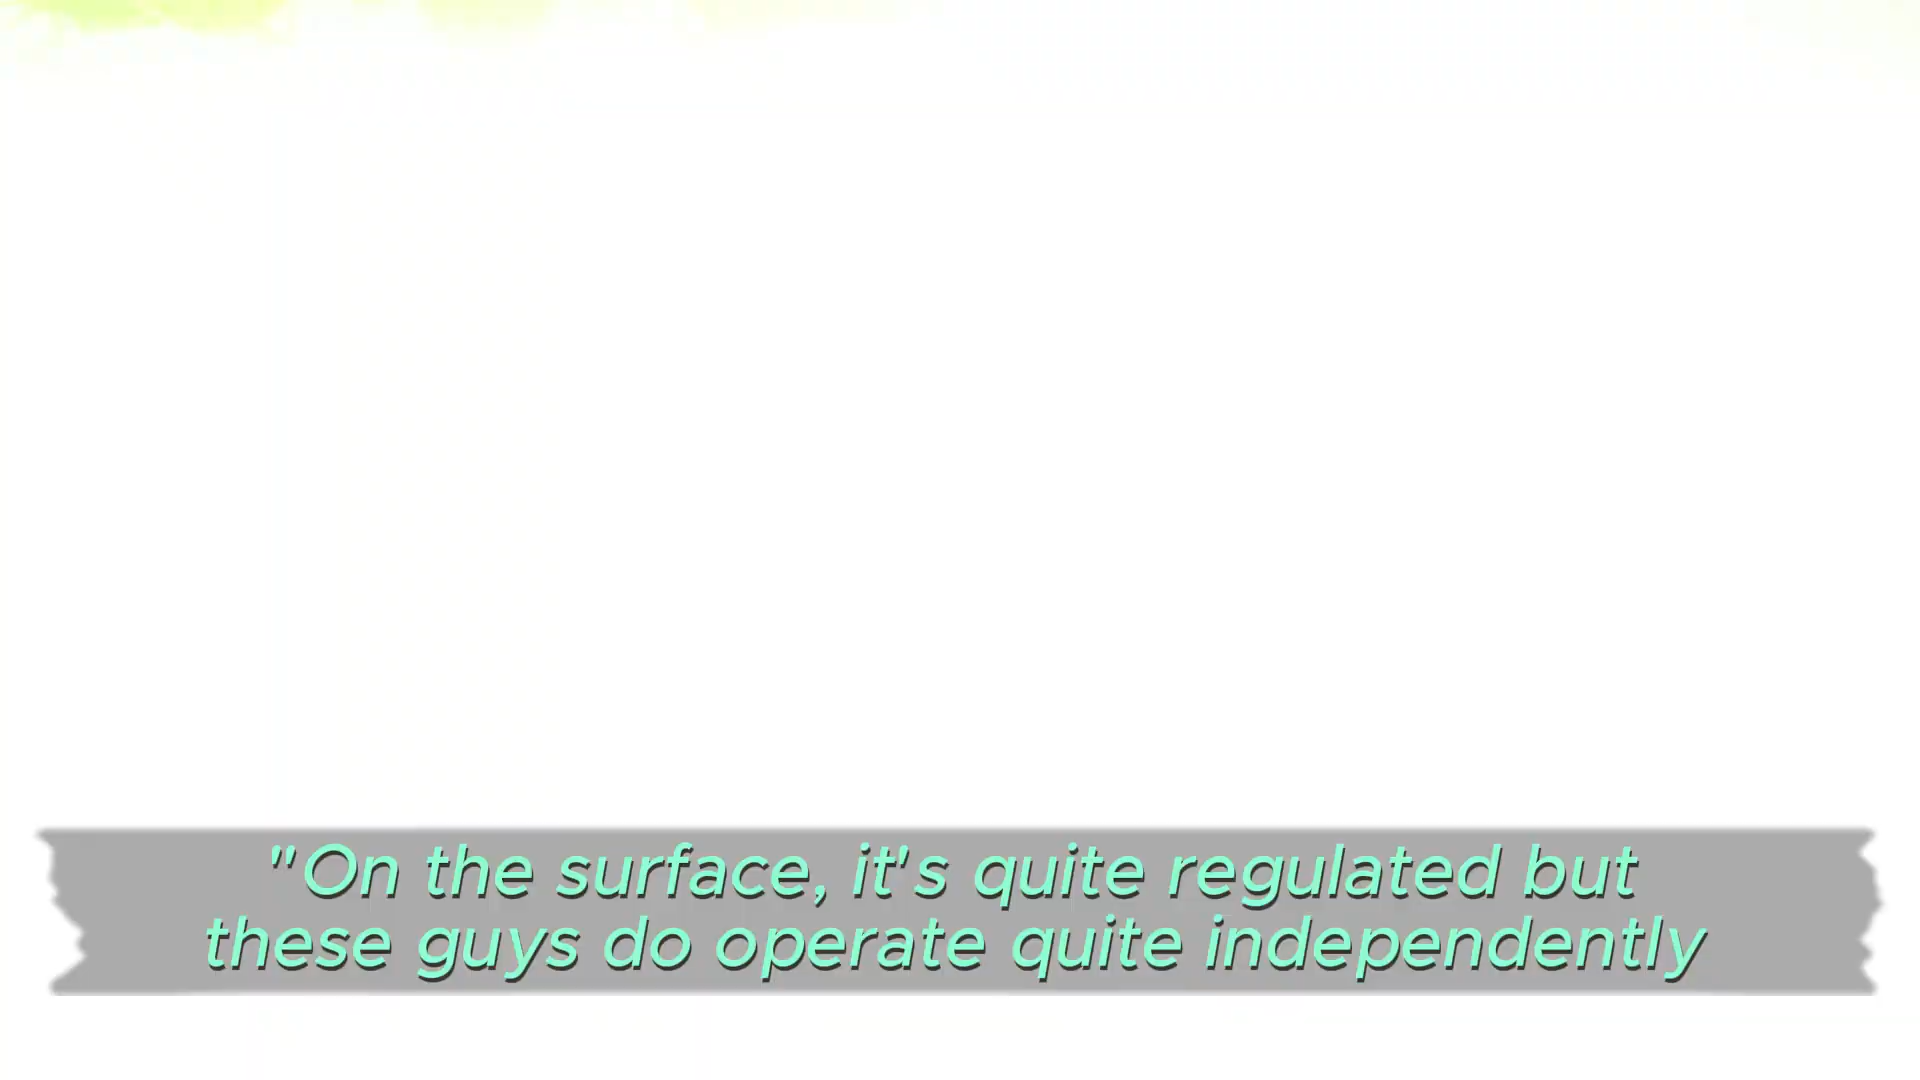 "On the surface, it's quite regulated but
these guys do operate quite independently